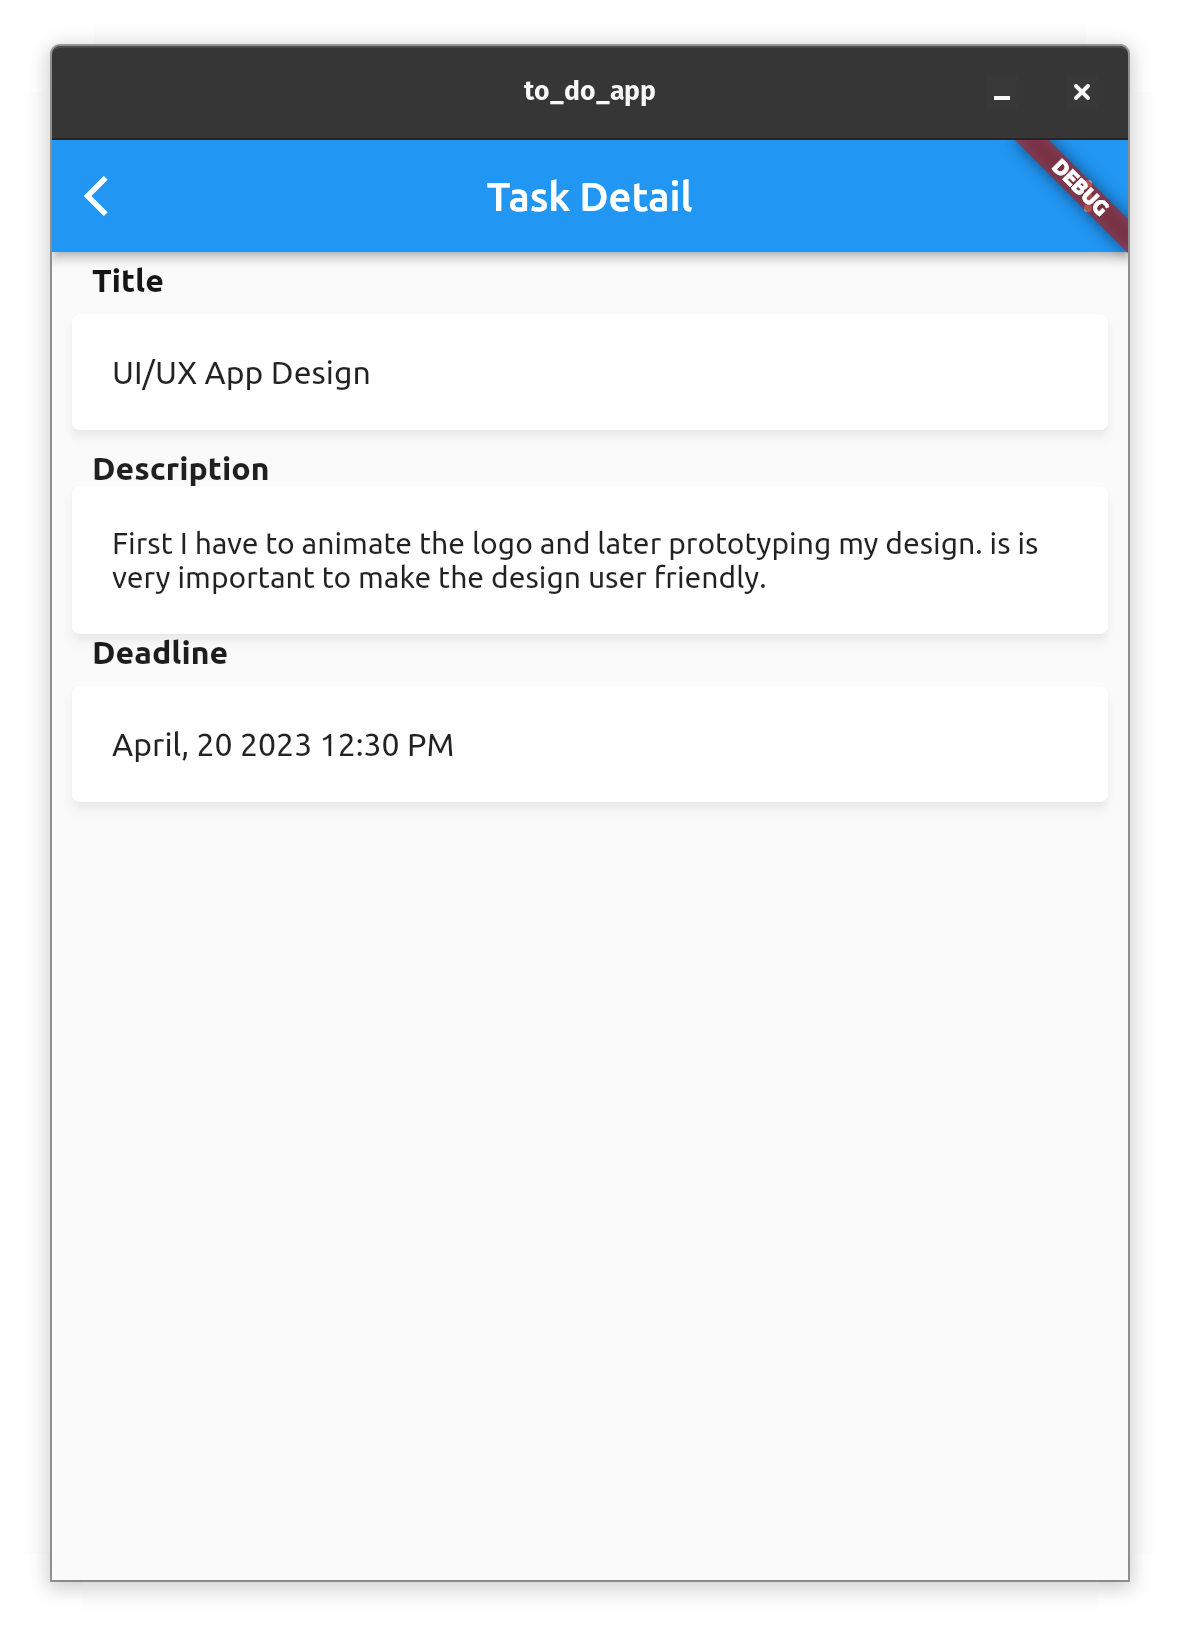 to_do_app
Task Detail
DEBUG
Title
UI/UX App Design
Description
First I have to animate the logo and later prototyping my design. is is
very important to make the design user friendly.
Deadline
April, 20 2023 12:30 PM